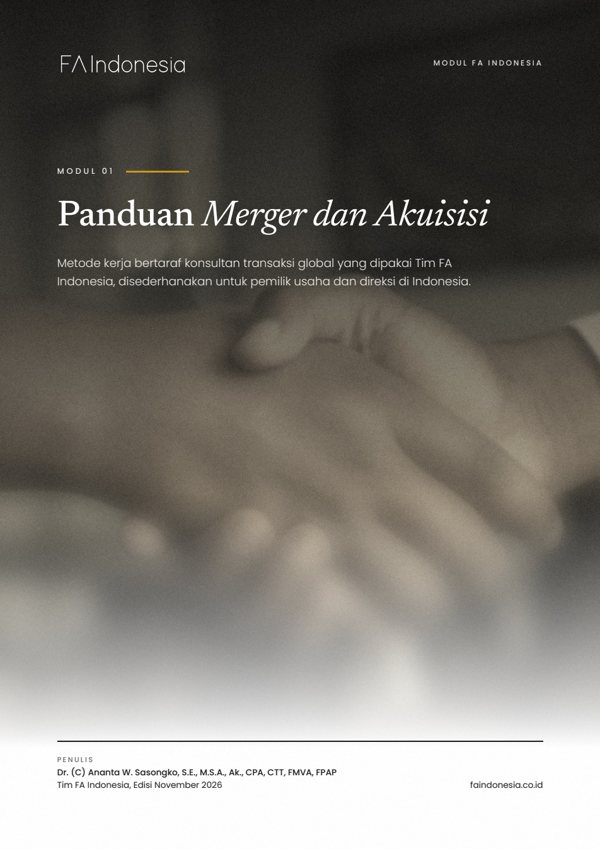 FA Indonesia
MODUL FA INDONESIA
MODUL 01
Panduan Merger dan Akuisisi
Metode kerja bertaraf konsultan transaksi global yang dipakai Tim FA
Indonesia, disederhanakan untuk pemilik usaha dan direksi di Indonesia.
PENULIS
Dr. (C) Ananta W. Sasongko, S.E., M.S.A., Ak., CPA, CTT, FMVA, FPAP
Tim FA Indonesia, Edisi November 2026
faindonesia.co.id